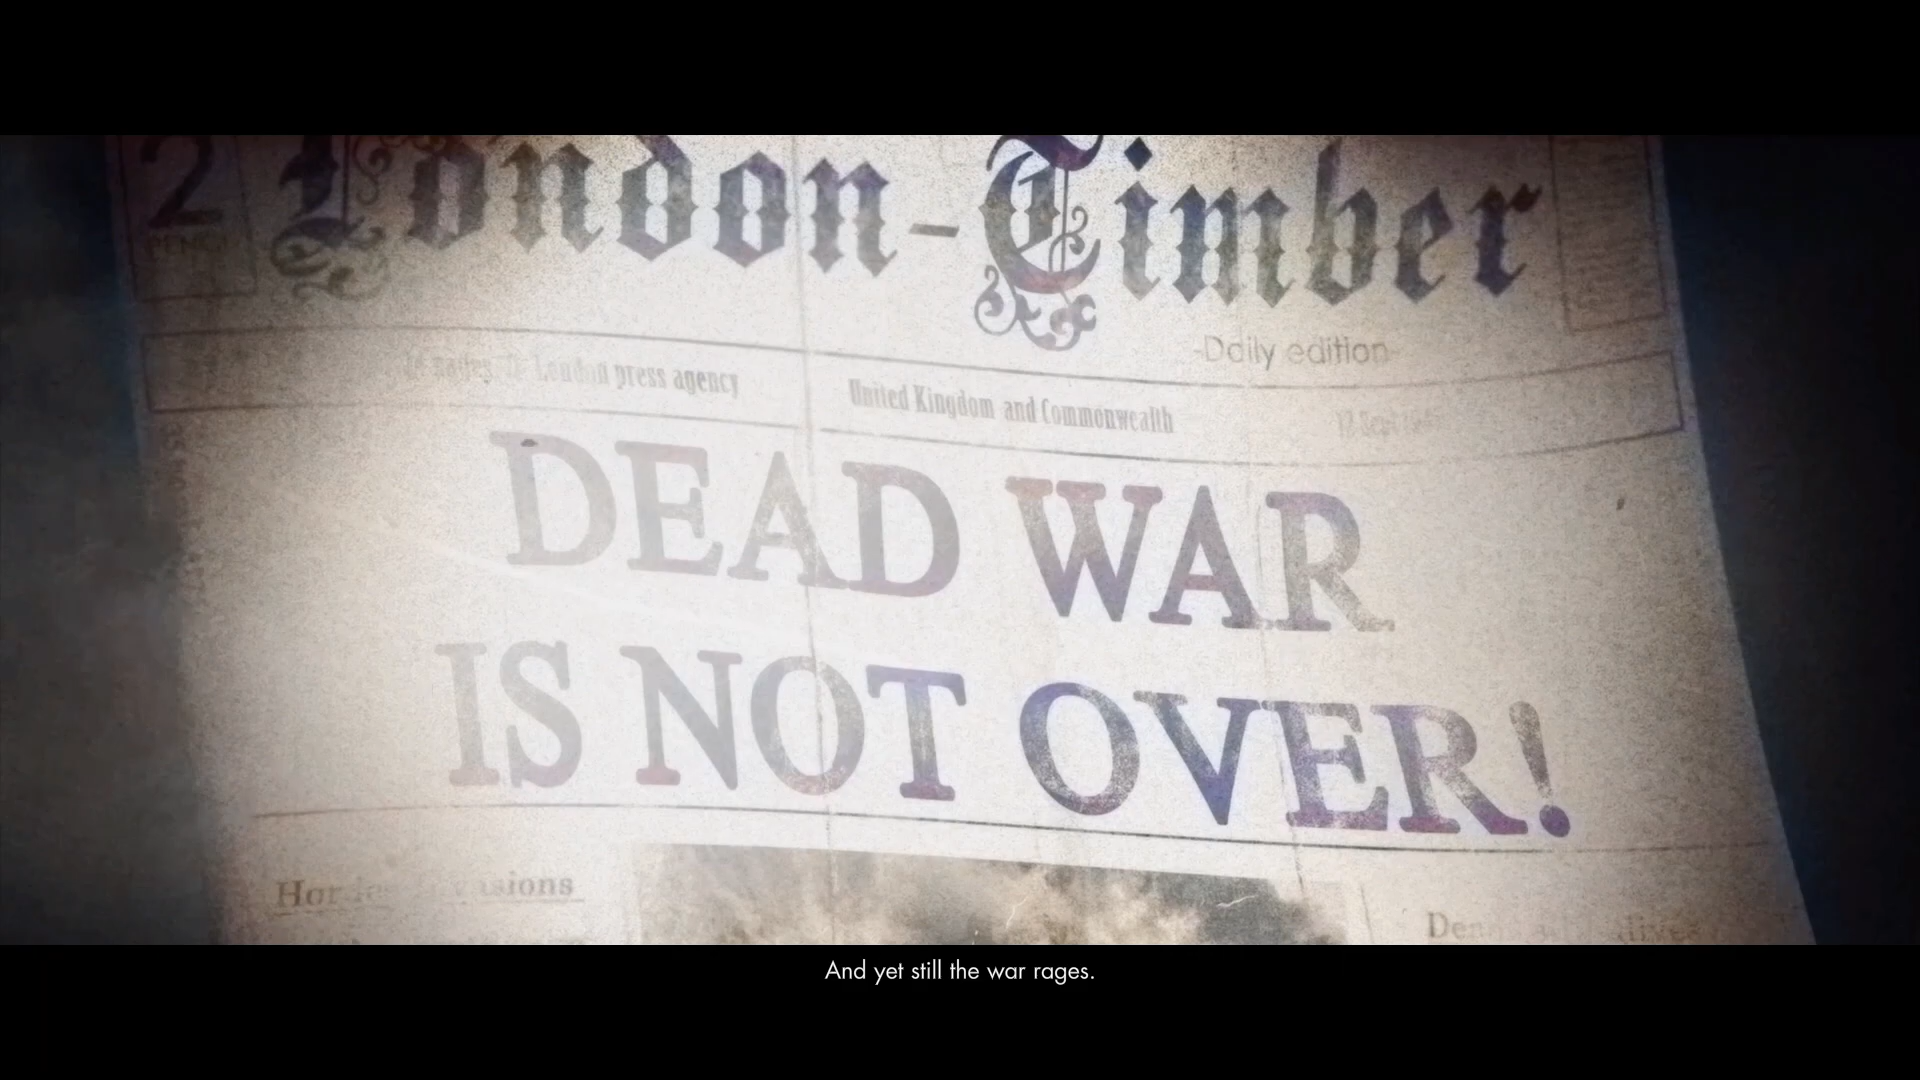 2 London-Timber
-Daily edition-
London press agency
United Kingdom and Commonwealth
DEAD WAR
IS NOT OVER!
And yet still the war rages.